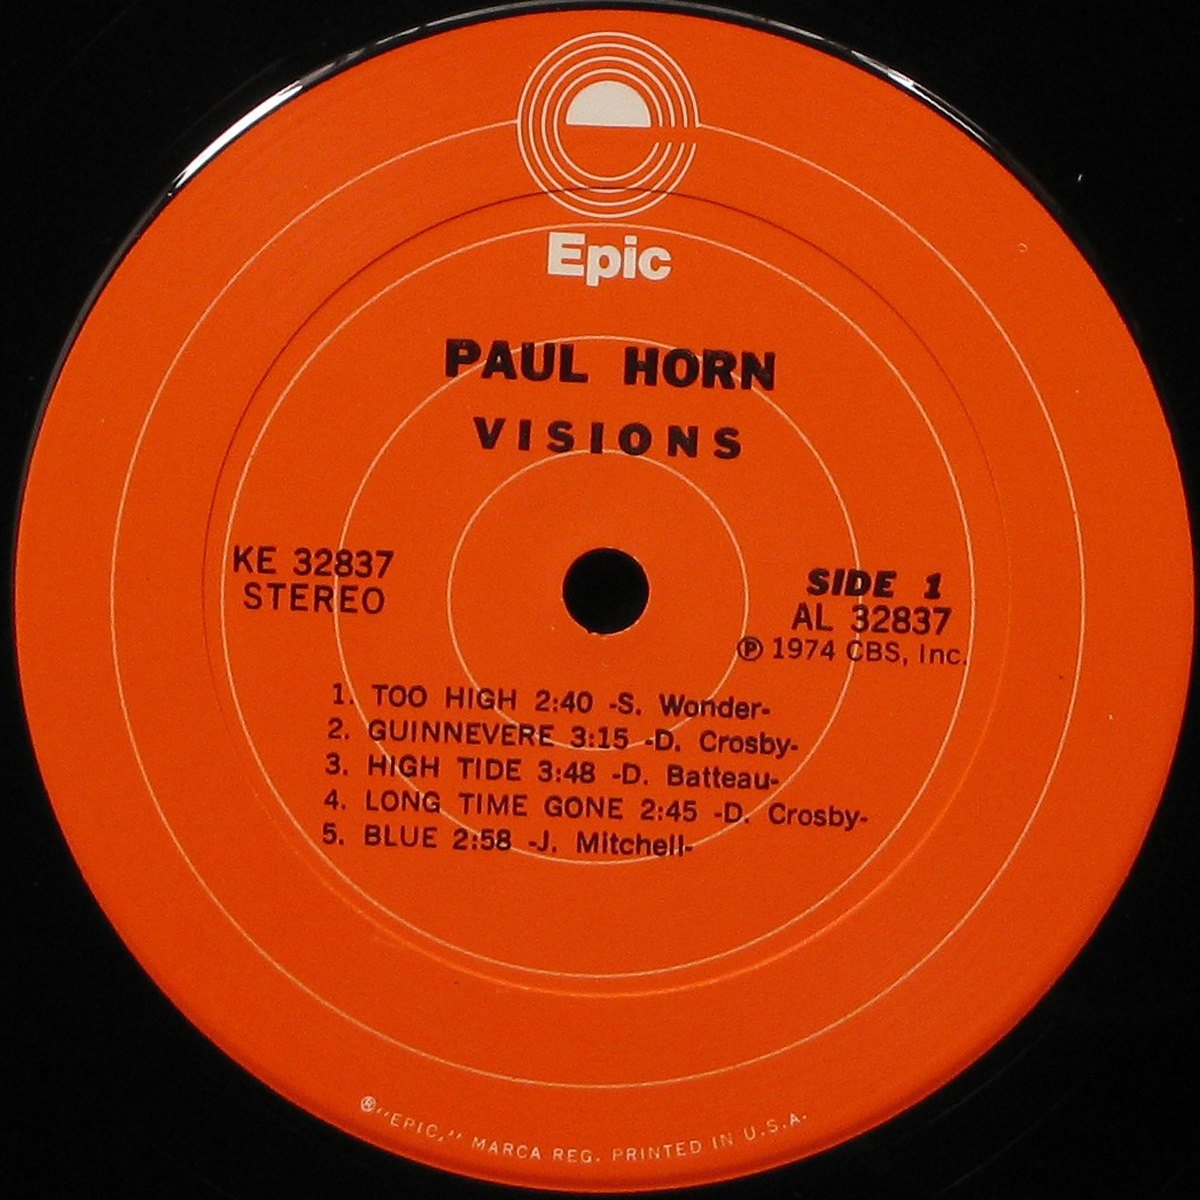 Epic
PAUL HORN
VISIONS
KE 32837
STEREO
SIDE 1
AL 32837
Ⓟ 1974 CBS, Inc.
1. TOO HIGH 2:40 -S. Wonder-
2. GUINNEVERE 3:15 -D. Crosby-
3. HIGH TIDE 3:48 -D. Batteau-
4. LONG TIME GONE 2:45 -D. Crosby-
5. BLUE 2:58 -J. Mitchell-
®"EPIC," MARCA REG. PRINTED IN U.S.A.